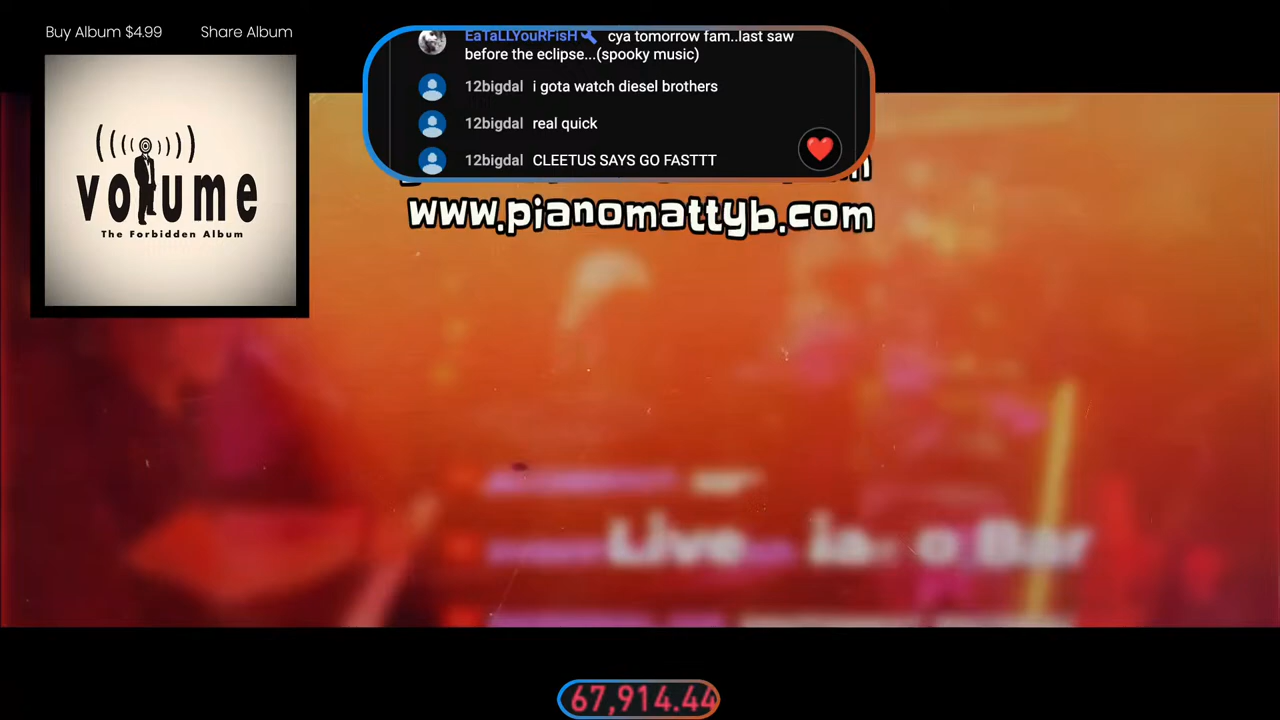 Buy Album $4.99
Share Album
volume
The Forbidden Album
EaTaLLYouRFisH cya tomorrow fam..last saw
before the eclipse...(spooky music)
12bigdal i gota watch diesel brothers
12bigdal real quick
12bigdal CLEETUS SAYS GO FASTTT
www.pianomattyb.com
Live
Bar
67,914.44